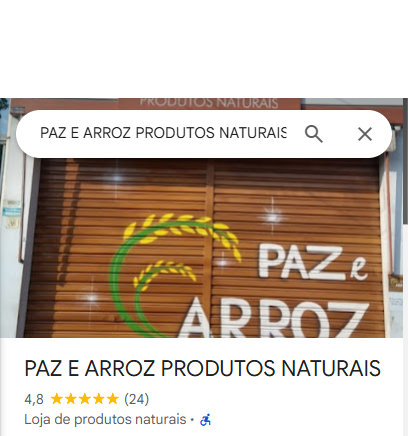 PRODUTOS NATURAIS
PAZ E ARROZ PRODUTOS NATURAIS
PAZ e
ARROZ
PAZ E ARROZ PRODUTOS NATURAIS
4,8 (24)
Loja de produtos naturais ·